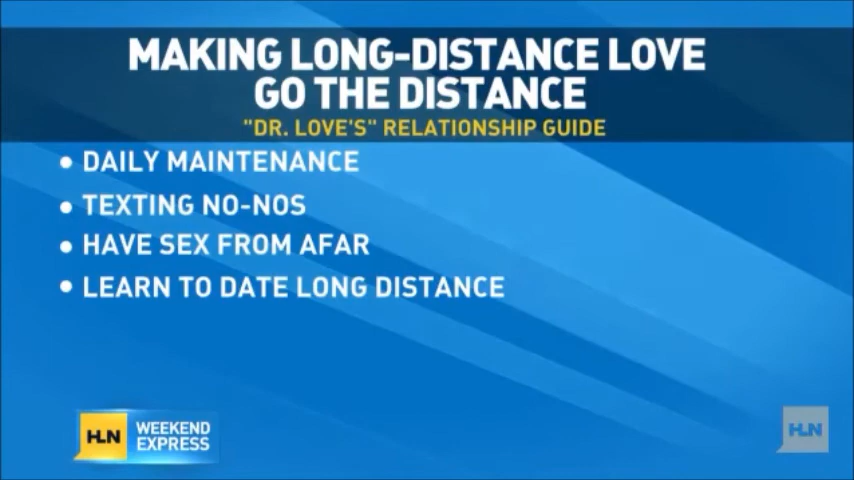 MAKING LONG-DISTANCE LOVE
GO THE DISTANCE
"DR. LOVE'S" RELATIONSHIP GUIDE
• DAILY MAINTENANCE
• TEXTING NO-NOS
• HAVE SEX FROM AFAR
• LEARN TO DATE LONG DISTANCE
HLN WEEKEND
EXPRESS
HLN